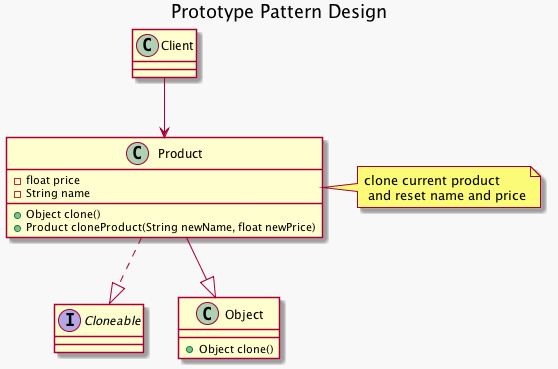 Prototype Pattern Design
C Client
C Product
float price
String name
Object clone()
Product cloneProduct(String newName, float newPrice)
clone current product
and reset name and price
I Cloneable
C Object
Object clone()